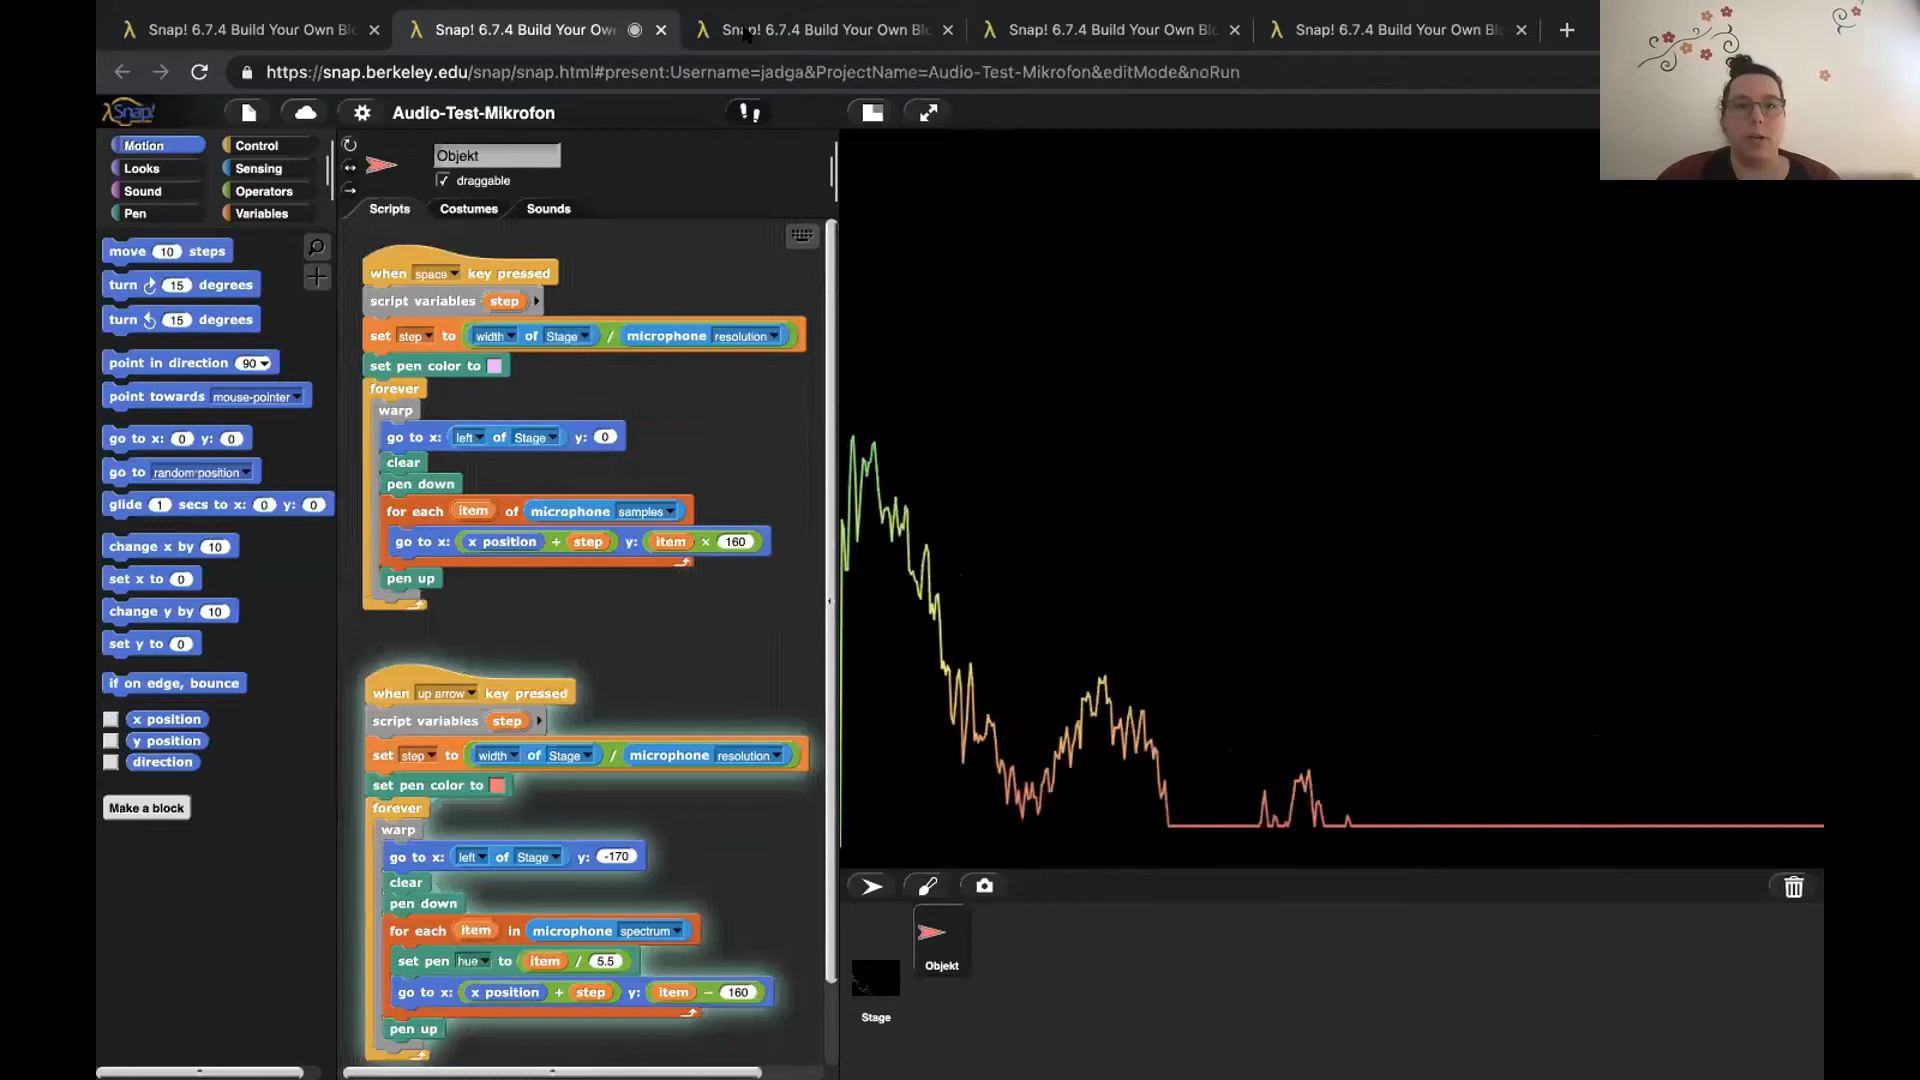 Snap! 6.7.4 Build Your Own Blo
Snap! 6.7.4 Build Your Own
Snap! 6.7.4 Build Your Own Blo
Snap! 6.7.4 Build Your Own Blo
Snap! 6.7.4 Build Your Own Blo
https://snap.berkeley.edu/snap/snap.html#present:Username=jadga&ProjectName=Audio-Test-Mikrofon&editMode&noRun
λSnap!
Audio-Test-Mikrofon
Motion
Control
Looks
Sensing
Sound
Operators
Pen
Variables
move 10 steps
turn 15 degrees
turn 15 degrees
point in direction 90
point towards mouse-pointer
go to x: 0 y: 0
go to random position
glide 1 secs to x: 0 y: 0
change x by 10
set x to 0
change y by 10
set y to 0
if on edge, bounce
x position
y position
direction
Make a block
Objekt
draggable
Scripts
Costumes
Sounds
when space key pressed
script variables step
set step to width of Stage / microphone resolution
set pen color to
forever
warp
go to x: left of Stage y: 0
clear
pen down
for each item of microphone samples
go to x: x position + step y: item × 160
pen up
when up arrow key pressed
script variables step
set step to width of Stage / microphone resolution
set pen color to
forever
warp
go to x: left of Stage y: -170
clear
pen down
for each item in microphone spectrum
set pen hue to item / 5.5
go to x: x position + step y: item − 160
pen up
Objekt
Stage